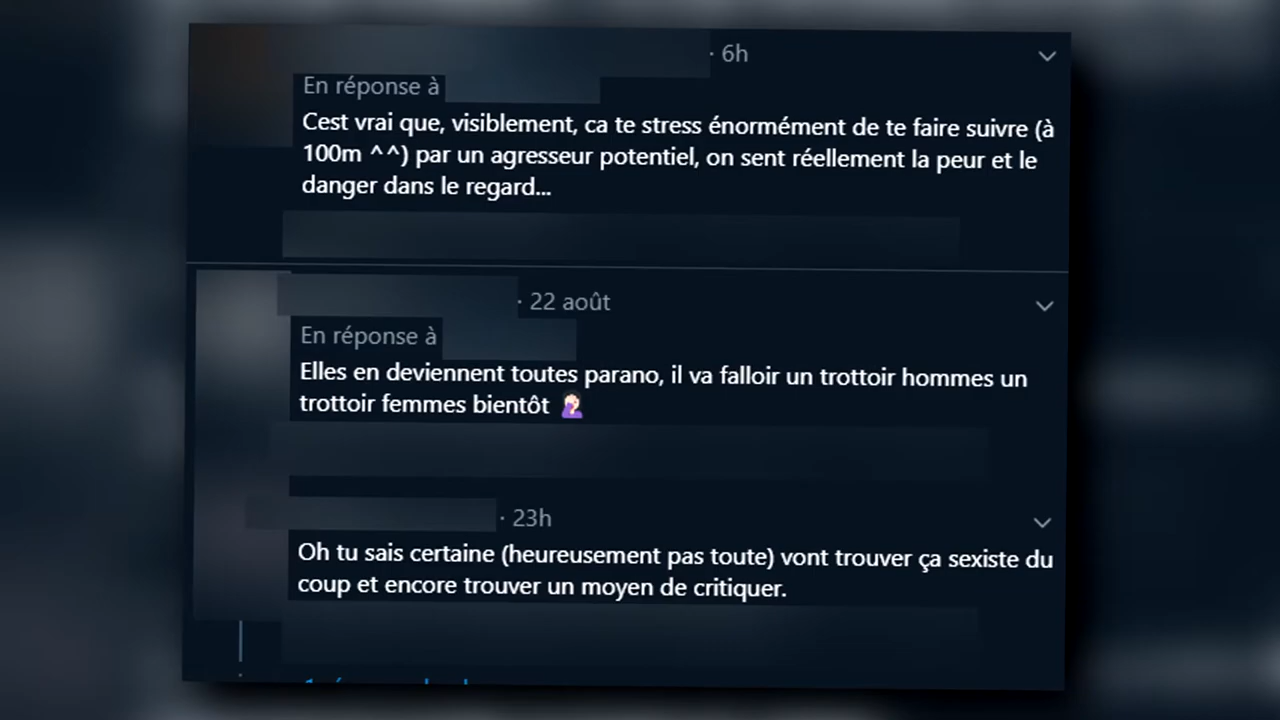 · 6h
En réponse à
Cest vrai que, visiblement, ca te stress énormément de te faire suivre (à
100m ^^) par un agresseur potentiel, on sent réellement la peur et le
danger dans le regard...
· 22 août
En réponse à
Elles en deviennent toutes parano, il va falloir un trottoir hommes un
trottoir femmes bientôt 🤦🏻‍♀️
· 23h
Oh tu sais certaine (heureusement pas toute) vont trouver ça sexiste du
coup et encore trouver un moyen de critiquer.